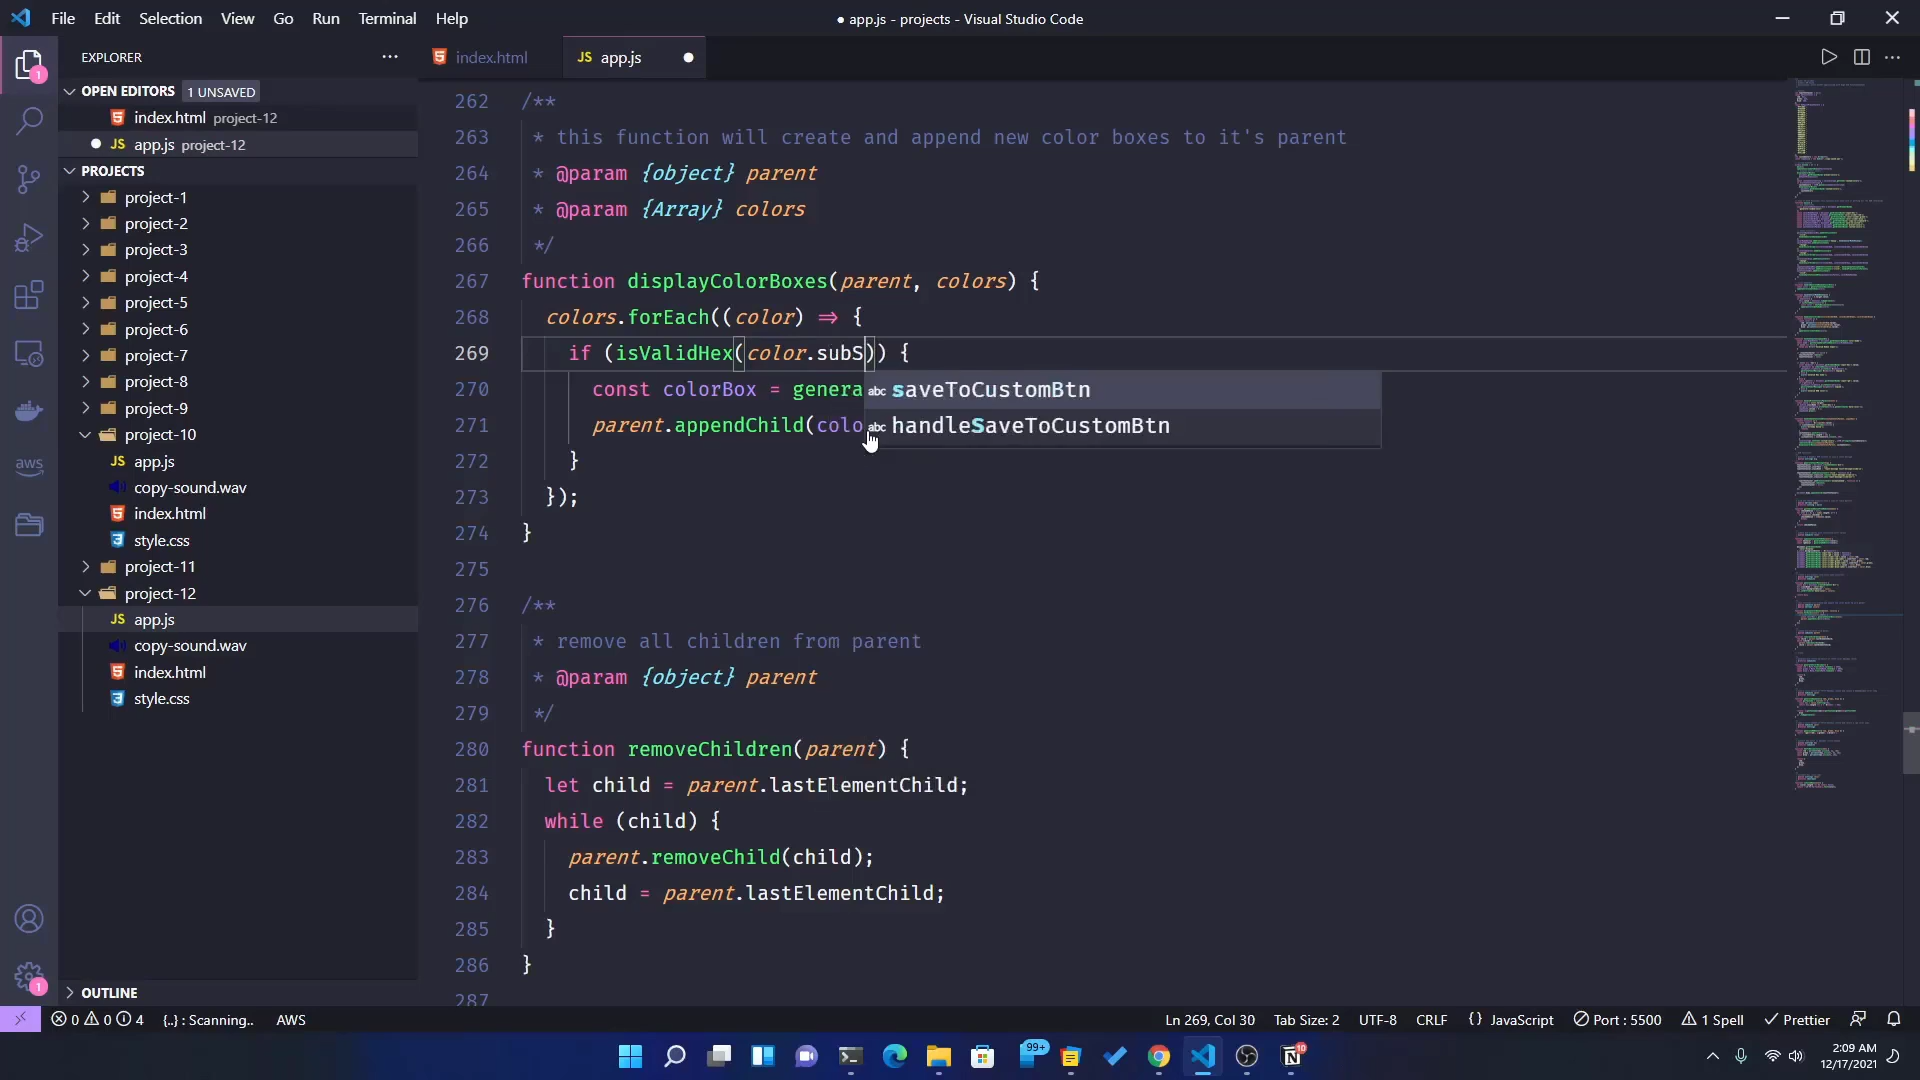 File Edit Selection View Go Run Terminal Help
● app.js - projects - Visual Studio Code
EXPLORER
OPEN EDITORS 1 UNSAVED
index.html project-12
JS app.js project-12
PROJECTS
project-1
project-2
project-3
project-4
project-5
project-6
project-7
project-8
project-9
project-10
JS app.js
copy-sound.wav
index.html
style.css
project-11
project-12
JS app.js
copy-sound.wav
index.html
style.css
OUTLINE
aws
1
1
index.html
JS app.js
262 /**
263 * this function will create and append new color boxes to it's parent
264 * @param {object} parent
265 * @param {Array} colors
266 */
267 function displayColorBoxes(parent, colors) {
268 colors.forEach((color) => {
269 if (isValidHex(color.subS)) {
270 const colorBox = genera
abc saveToCustomBtn
271 parent.appendChild(colo
abc handleSaveToCustomBtn
272 }
273 });
274 }
275
276 /**
277 * remove all children from parent
278 * @param {object} parent
279 */
280 function removeChildren(parent) {
281 let child = parent.lastElementChild;
282 while (child) {
283 parent.removeChild(child);
284 child = parent.lastElementChild;
285 }
286 }
287
0 0 4 {..} : Scanning.. AWS
Ln 269, Col 30 Tab Size: 2 UTF-8 CRLF {} JavaScript Port : 5500 1 Spell Prettier
99+
10
2:09 AM
12/17/2021